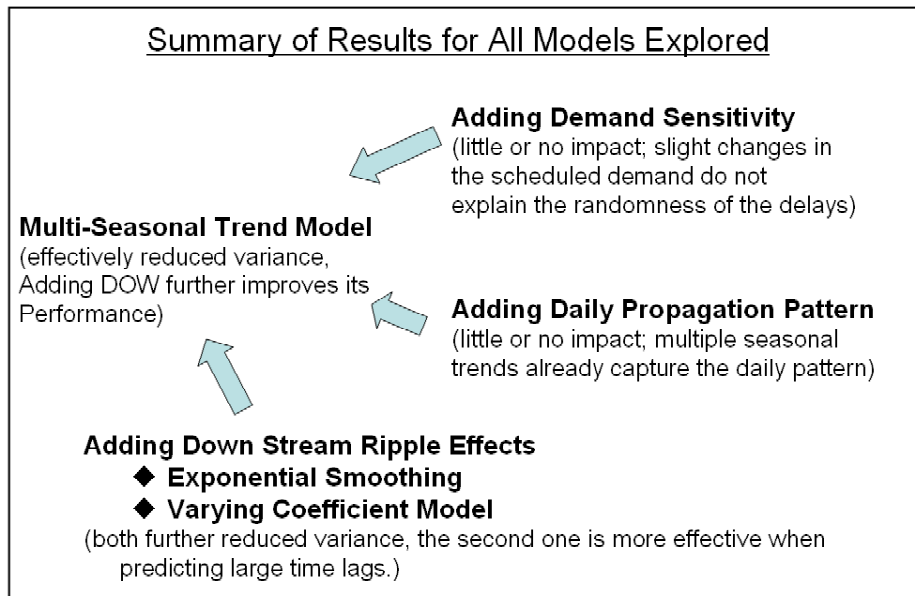 Summary of Results for All Models Explored
Adding Demand Sensitivity
(little or no impact; slight changes in
the scheduled demand do not
explain the randomness of the delays)
Multi-Seasonal Trend Model
(effectively reduced variance,
Adding DOW further improves its
Performance)
Adding Daily Propagation Pattern
(little or no impact; multiple seasonal
trends already capture the daily pattern)
Adding Down Stream Ripple Effects
◆ Exponential Smoothing
◆ Varying Coefficient Model
(both further reduced variance, the second one is more effective when
predicting large time lags.)